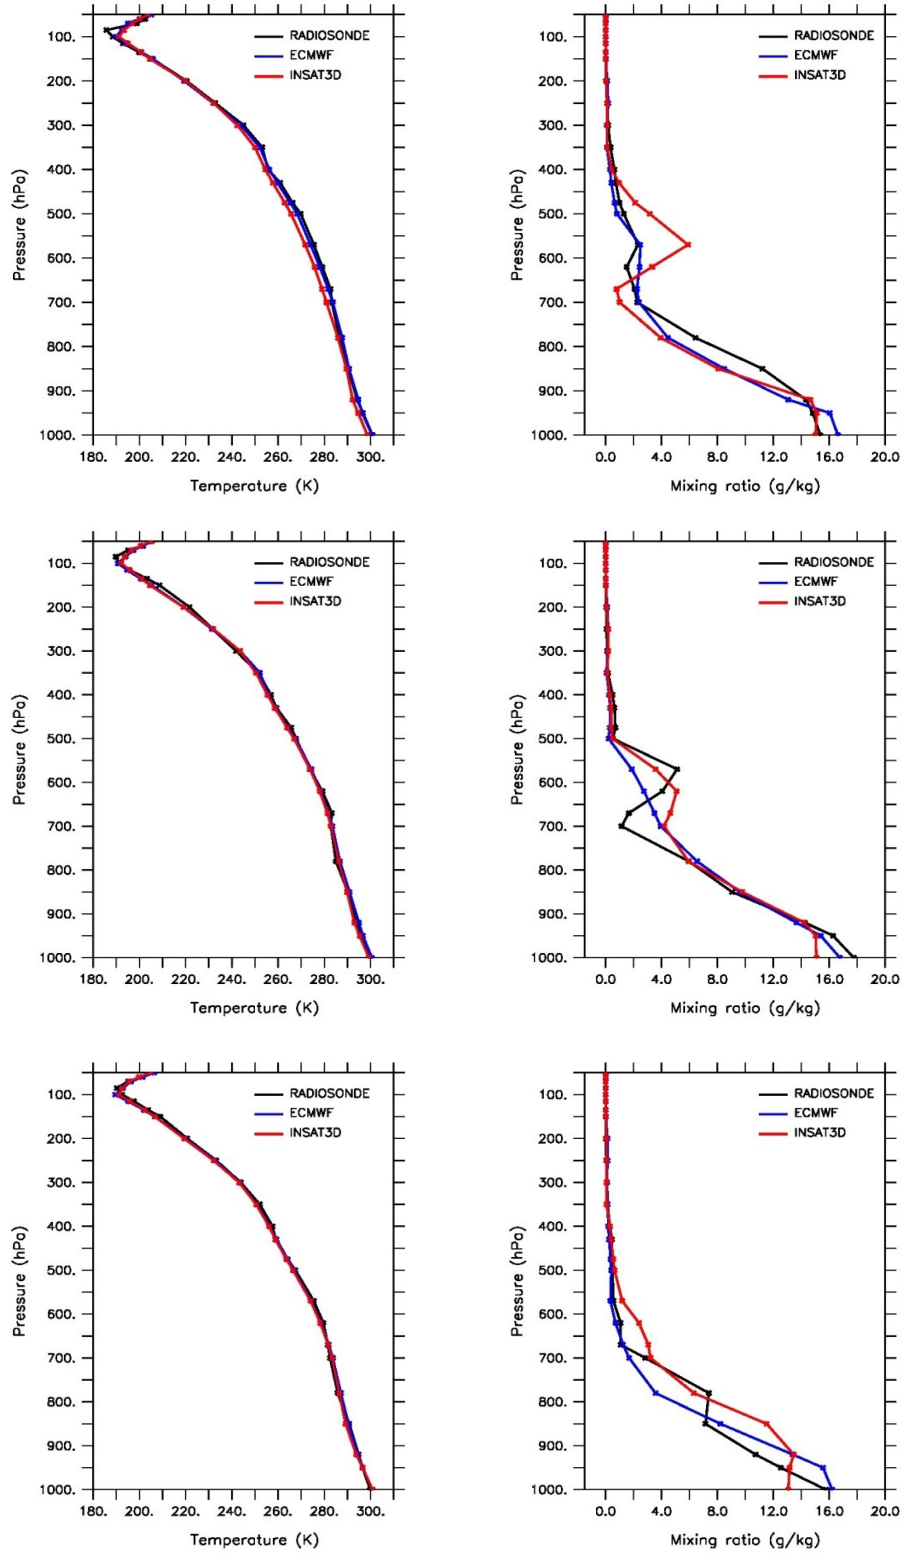 100.
200.
300.
400.
500.
600.
700.
800.
900.
1000.
Pressure (hPa)
RADIOSONDE
ECMWF
INSAT3D
180. 200. 220. 240. 260. 280. 300.
Temperature (K)
100.
200.
300.
400.
500.
600.
700.
800.
900.
1000.
Pressure (hPa)
RADIOSONDE
ECMWF
INSAT3D
0.0 4.0 8.0 12.0 16.0 20.0
Mixing ratio (g/kg)
100.
200.
300.
400.
500.
600.
700.
800.
900.
1000.
Pressure (hPa)
RADIOSONDE
ECMWF
INSAT3D
180. 200. 220. 240. 260. 280. 300.
Temperature (K)
100.
200.
300.
400.
500.
600.
700.
800.
900.
1000.
Pressure (hPa)
RADIOSONDE
ECMWF
INSAT3D
0.0 4.0 8.0 12.0 16.0 20.0
Mixing ratio (g/kg)
100.
200.
300.
400.
500.
600.
700.
800.
900.
1000.
Pressure (hPa)
RADIOSONDE
ECMWF
INSAT3D
180. 200. 220. 240. 260. 280. 300.
Temperature (K)
100.
200.
300.
400.
500.
600.
700.
800.
900.
1000.
Pressure (hPa)
RADIOSONDE
ECMWF
INSAT3D
0.0 4.0 8.0 12.0 16.0 20.0
Mixing ratio (g/kg)